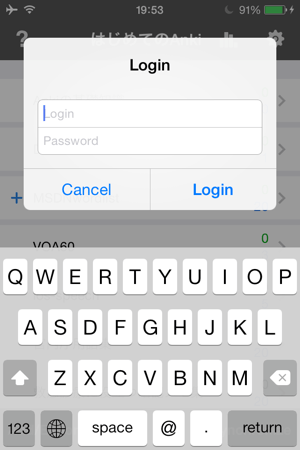 19:53 91%
? はじめてのAnki
Login
Login
Password
Cancel Login
VOA60 0
Q W E R T Y U I O P
A S D F G H J K L
Z X C V B N M
123 space @ . return